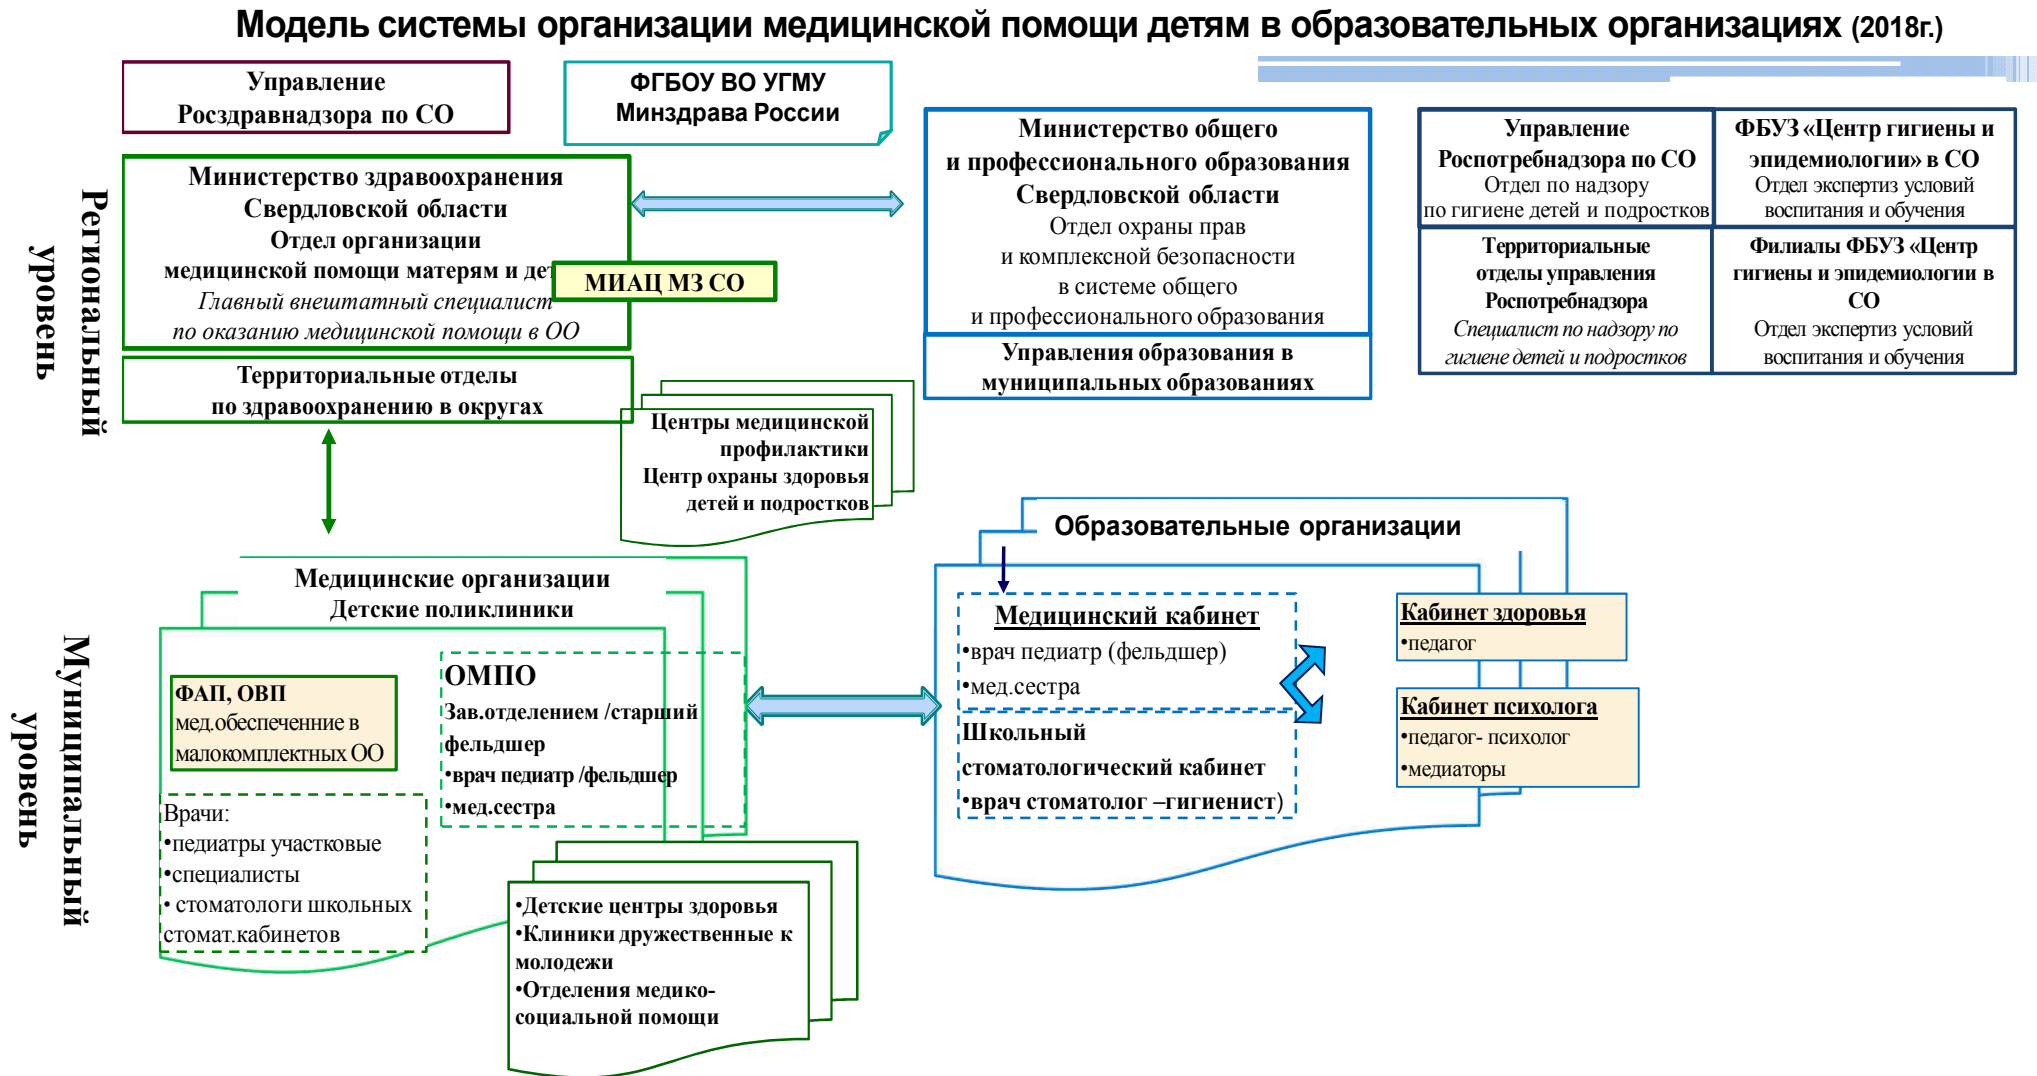 Модель системы организации медицинской помощи детям в образовательных организациях (2018г.)
Региональный
уровень
Управление
Росздравнадзора по СО
ФГБОУ ВО УГМУ
Минздрава России
Министерство здравоохранения
Свердловской области
Отдел организации
медицинской помощи матерям и дет
Главный внештатный специалист
по оказанию медицинской помощи в ОО
МИАЦ МЗ СО
Территориальные отделы
по здравоохранению в округах
Центры медицинской
профилактики
Центр охраны здоровья
детей и подростков
Министерство общего
и профессионального образования
Свердловской области
Отдел охраны прав
и комплексной безопасности
в системе общего
и профессионального образования
Управления образования в
муниципальных образованиях
Управление
Роспотребнадзора по СО
Отдел по надзору
по гигиене детей и подростков
ФБУЗ «Центр гигиены и
эпидемиологии» в СО
Отдел экспертиз условий
воспитания и обучения
Территориальные
отделы управления
Роспотребнадзора
Специалист по надзору по
гигиене детей и подростков
Филиалы ФБУЗ «Центр
гигиены и эпидемиологии в
СО
Отдел экспертиз условий
воспитания и обучения
Муниципальный
уровень
Медицинские организации
Детские поликлиники
ФАП, ОВП
мед.обеспеченние в
малокомплектных ОО
ОМПО
Зав.отделением /старший
фельдшер
•врач педиатр /фельдшер
•мед.сестра
Врачи:
•педиатры участковые
•специалисты
• стоматологи школьных
стомат.кабинетов
•Детские центры здоровья
•Клиники дружественные к
молодежи
•Отделения медико-
социальной помощи
Образовательные организации
Медицинский кабинет
•врач педиатр (фельдшер)
•мед.сестра
Школьный
стоматологический кабинет
•врач стоматолог –гигиенист)
Кабинет здоровья
•педагог
Кабинет психолога
•педагог- психолог
•медиаторы